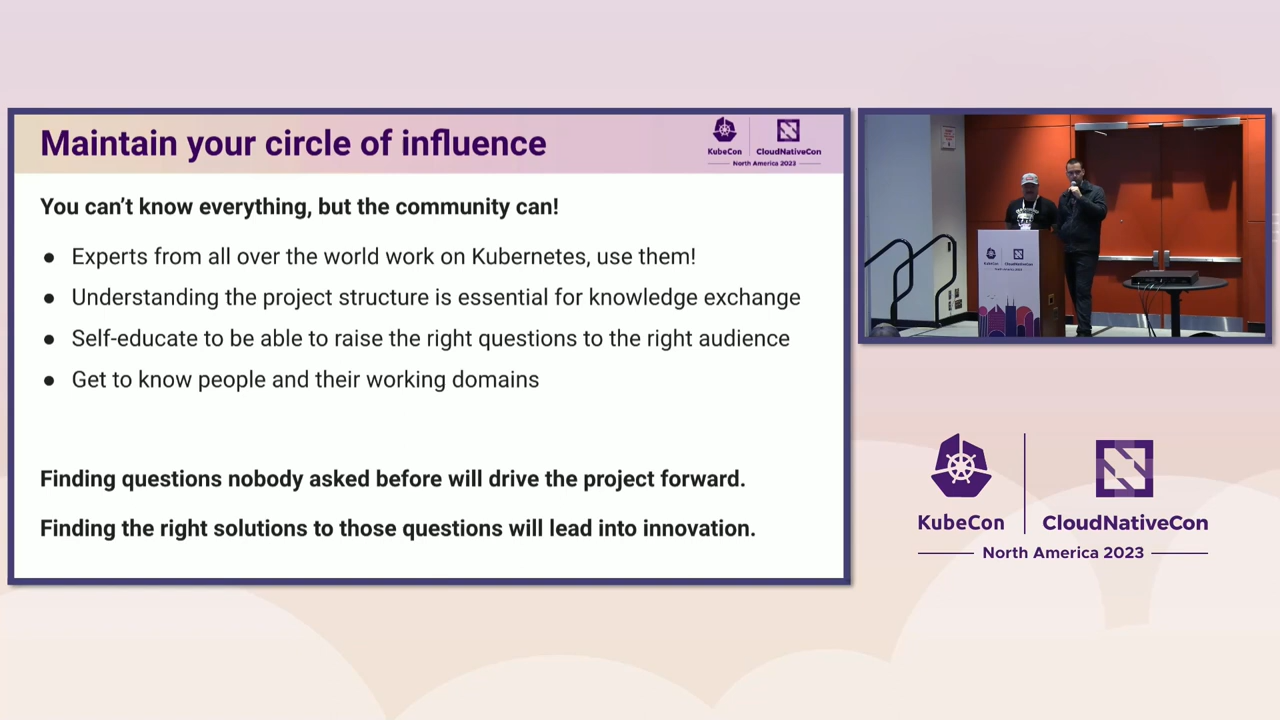 Maintain your circle of influence
KubeCon
CloudNativeCon
North America 2023
You can’t know everything, but the community can!
● Experts from all over the world work on Kubernetes, use them!
● Understanding the project structure is essential for knowledge exchange
● Self-educate to be able to raise the right questions to the right audience
● Get to know people and their working domains
Finding questions nobody asked before will drive the project forward.
Finding the right solutions to those questions will lead into innovation.
KubeCon
CloudNativeCon
North America 2023